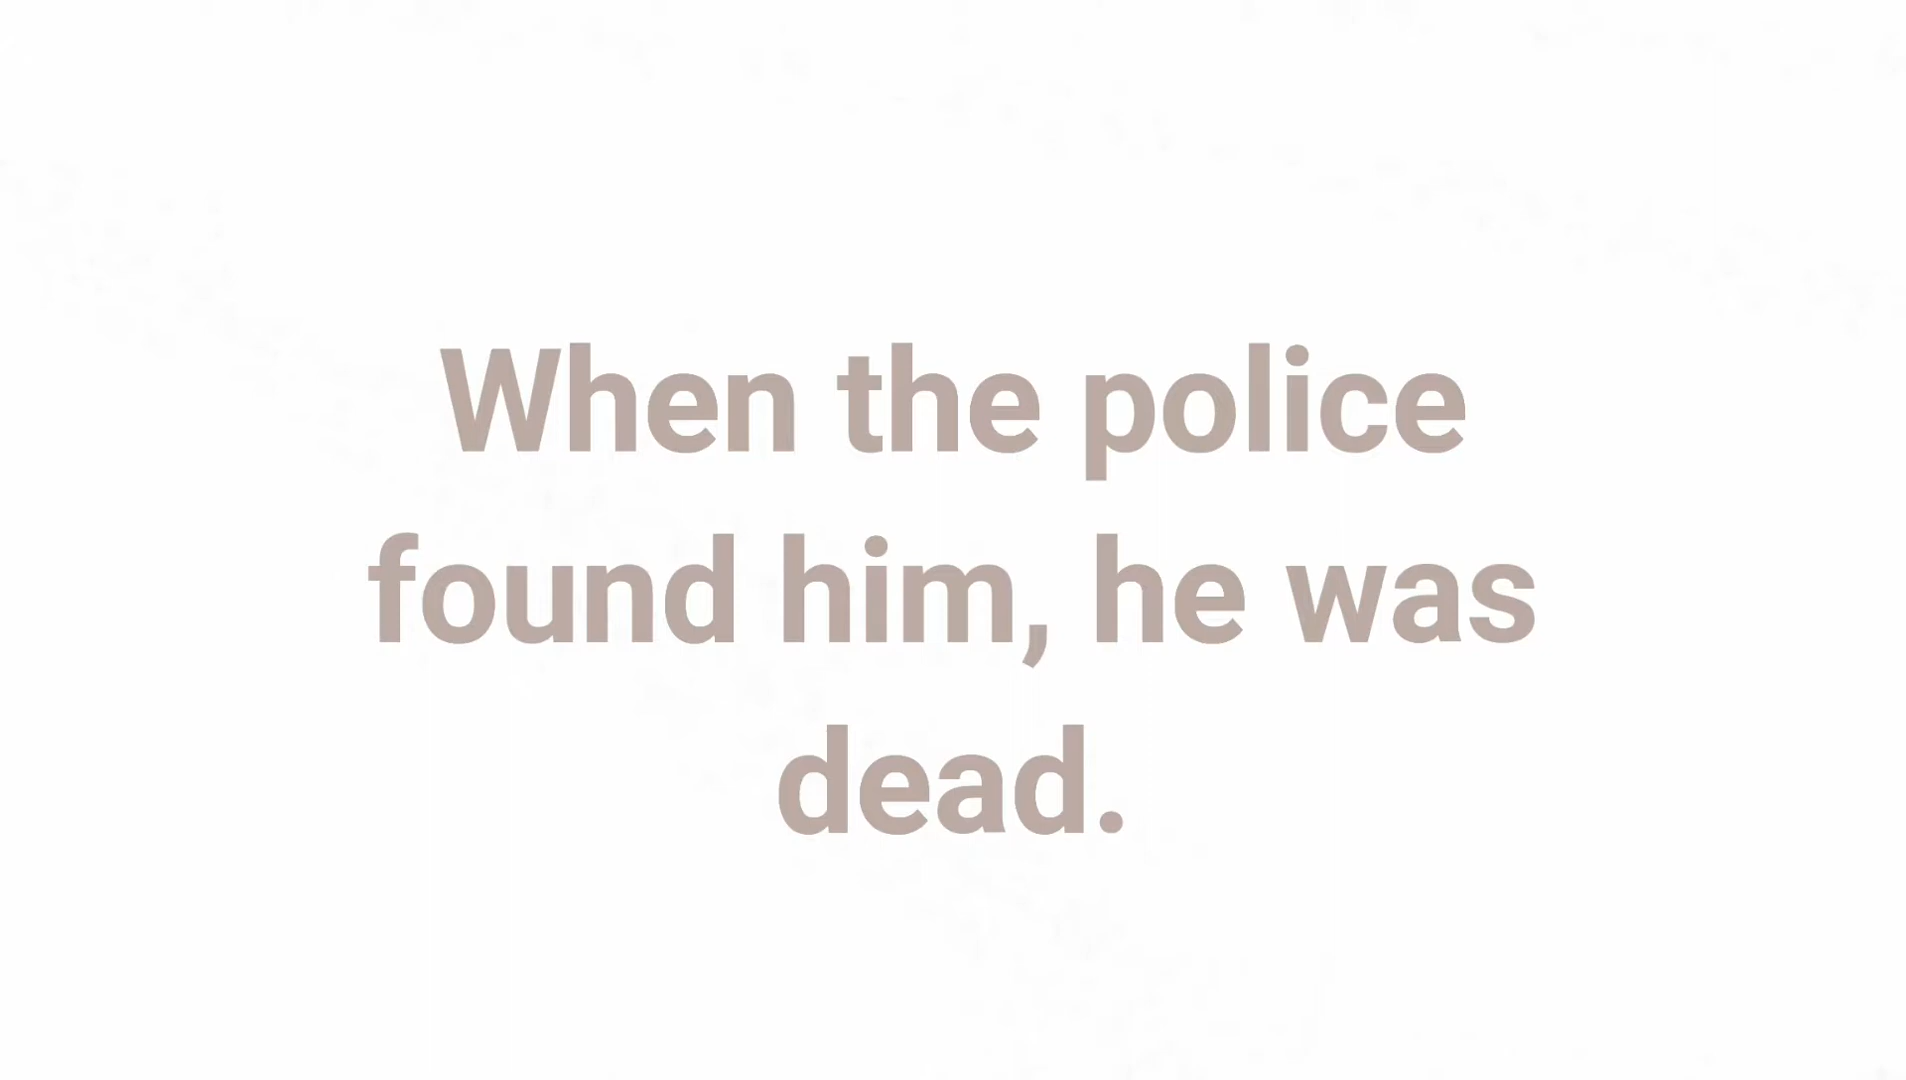 When the police
found him, he was
dead.